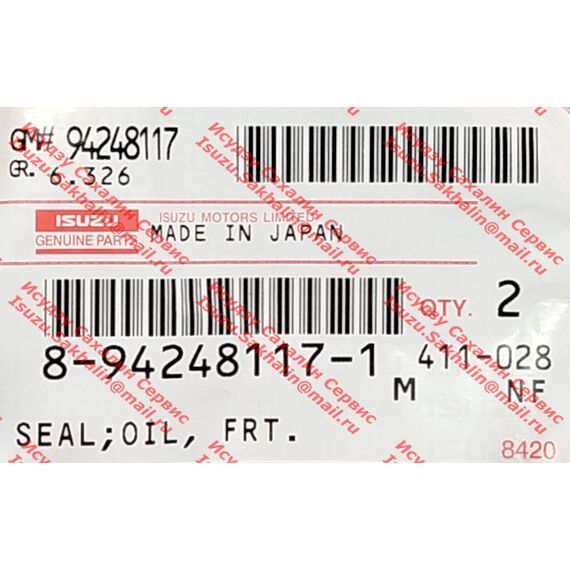 GM# 94248117
GR. 6.326
ISUZU
GENUINE PARTS
ISUZU MOTORS LIMITED
MADE IN JAPAN
QTY. 2
8-94248117-1
411-028
M NF
SEAL;OIL, FRT.
8420
Исудзу Сахалин Сервис
Isuzu.Sakhalin@mail.ru